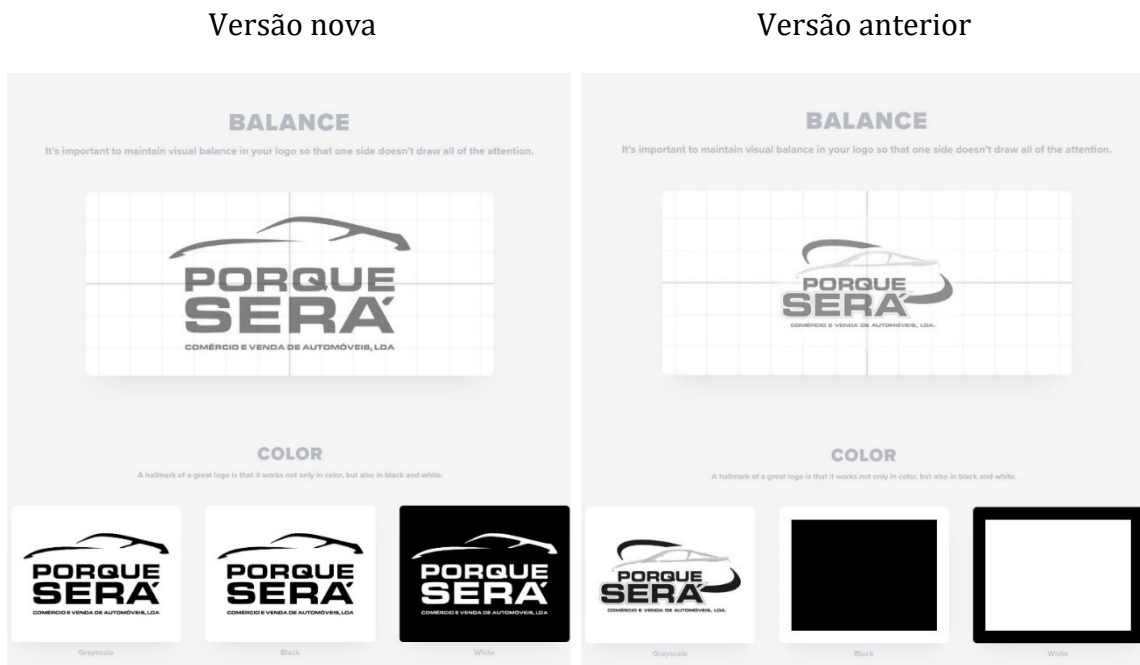 Versão nova
Versão anterior
BALANCE
It's important to maintain visual balance in your logo so that one side doesn't draw all of the attention.
PORQUE
SERÁ
COMÉRCIO E VENDA DE AUTOMÓVEIS, LDA
COLOR
A hallmark of a great logo is that it works not only in color, but also in black and white.
PORQUE
SERÁ
COMÉRCIO E VENDA DE AUTOMÓVEIS, LDA
Grayscale
PORQUE
SERÁ
COMÉRCIO E VENDA DE AUTOMÓVEIS, LDA
Black
PORQUE
SERÁ
COMÉRCIO E VENDA DE AUTOMÓVEIS, LDA
White
BALANCE
It's important to maintain visual balance in your logo so that one side doesn't draw all of the attention.
PORQUE
SERÁ
COMÉRCIO E VENDA DE AUTOMÓVEIS, LDA.
COLOR
A hallmark of a great logo is that it works not only in color, but also in black and white.
PORQUE
SERÁ
COMÉRCIO E VENDA DE AUTOMÓVEIS, LDA.
Grayscale
Black
White